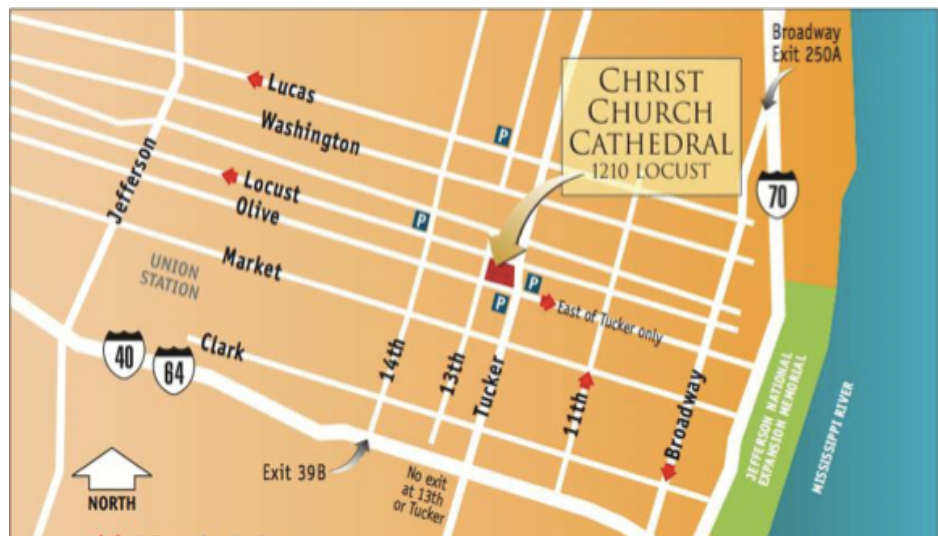 Broadway
Exit 250A
CHRIST
CHURCH
CATHEDRAL
1210 LOCUST
Lucas
Washington
P
70
Jefferson
Locust
Olive
P
Market
UNION
STATION
P
P
East of Tucker only
40
64
Clark
14th
13th
Tucker
11th
Broadway
JEFFERSON NATIONAL
EXPANSION MEMORIAL
MISSISSIPPI RIVER
Exit 39B
No exit
at 13th
or Tucker
NORTH